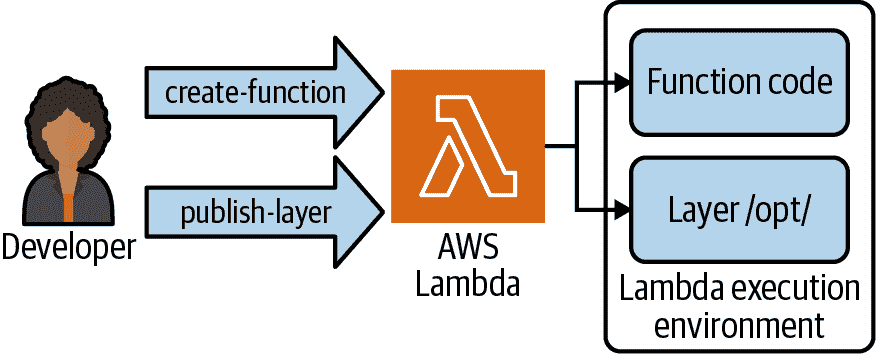 create-function
publish-layer
Developer
AWS
Lambda
Function code
Layer /opt/
Lambda execution
environment